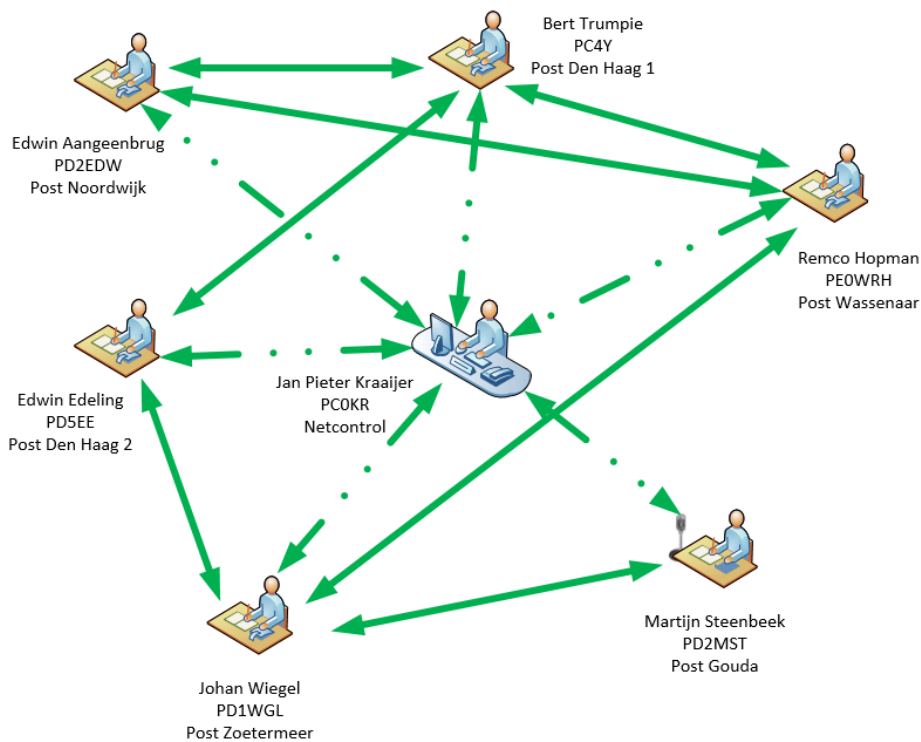 Bert Trumpie
PC4Y
Post Den Haag 1
Edwin Aangeenbrug
PD2EDW
Post Noordwijk
Remco Hopman
PE0WRH
Post Wassenaar
Jan Pieter Kraaijer
PC0KR
Netcontrol
Edwin Edeling
PD5EE
Post Den Haag 2
Martijn Steenbeek
PD2MST
Post Gouda
Johan Wiegel
PD1WGL
Post Zoetermeer